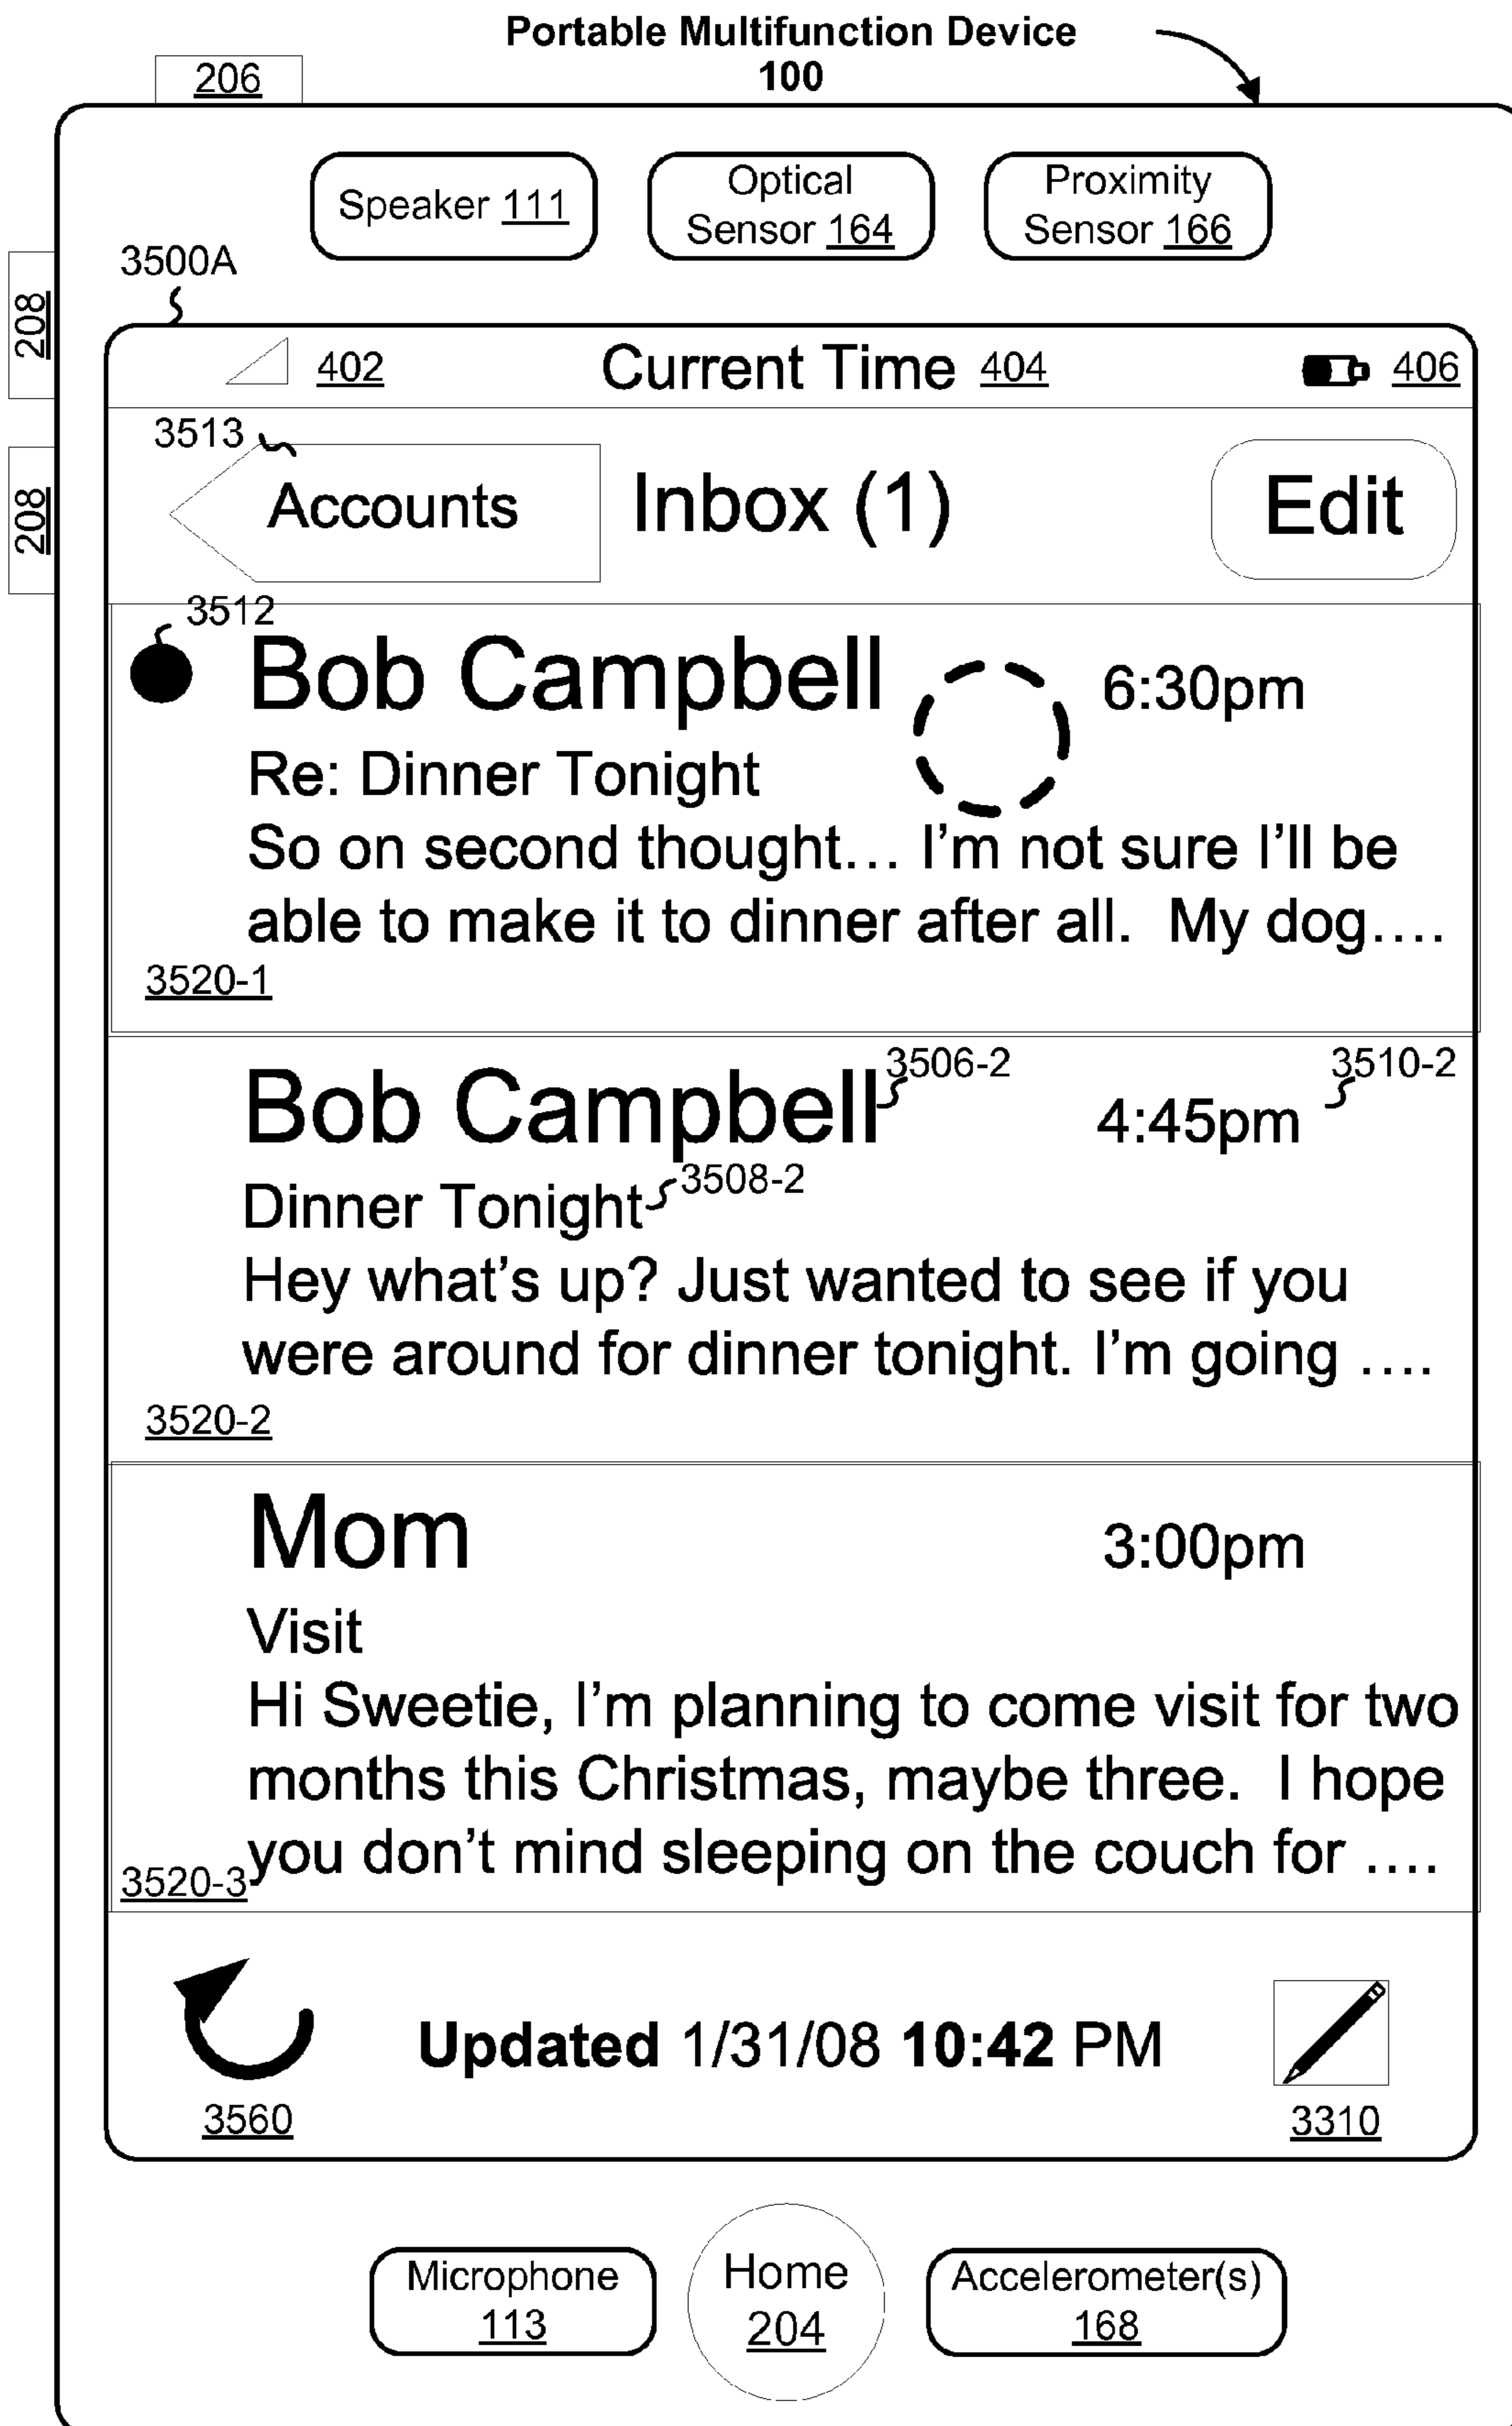 Portable Multifunction Device
100
206
Speaker 111
Optical
Sensor 164
Proximity
Sensor 166
3500A
208
208
402
Current Time 404
406
3513
Accounts
Inbox (1)
Edit
3512
Bob Campbell
6:30pm
Re: Dinner Tonight
So on second thought… I'm not sure I'll be
able to make it to dinner after all.  My dog….
3520-1
Bob Campbell
3506-2
4:45pm
3510-2
Dinner Tonight
3508-2
Hey what's up? Just wanted to see if you
were around for dinner tonight. I'm going ….
3520-2
Mom
3:00pm
Visit
Hi Sweetie, I'm planning to come visit for two
months this Christmas, maybe three.  I hope
you don't mind sleeping on the couch for ….
3520-3
Updated 1/31/08 10:42 PM
3560
3310
Microphone
113
Home
204
Accelerometer(s)
168